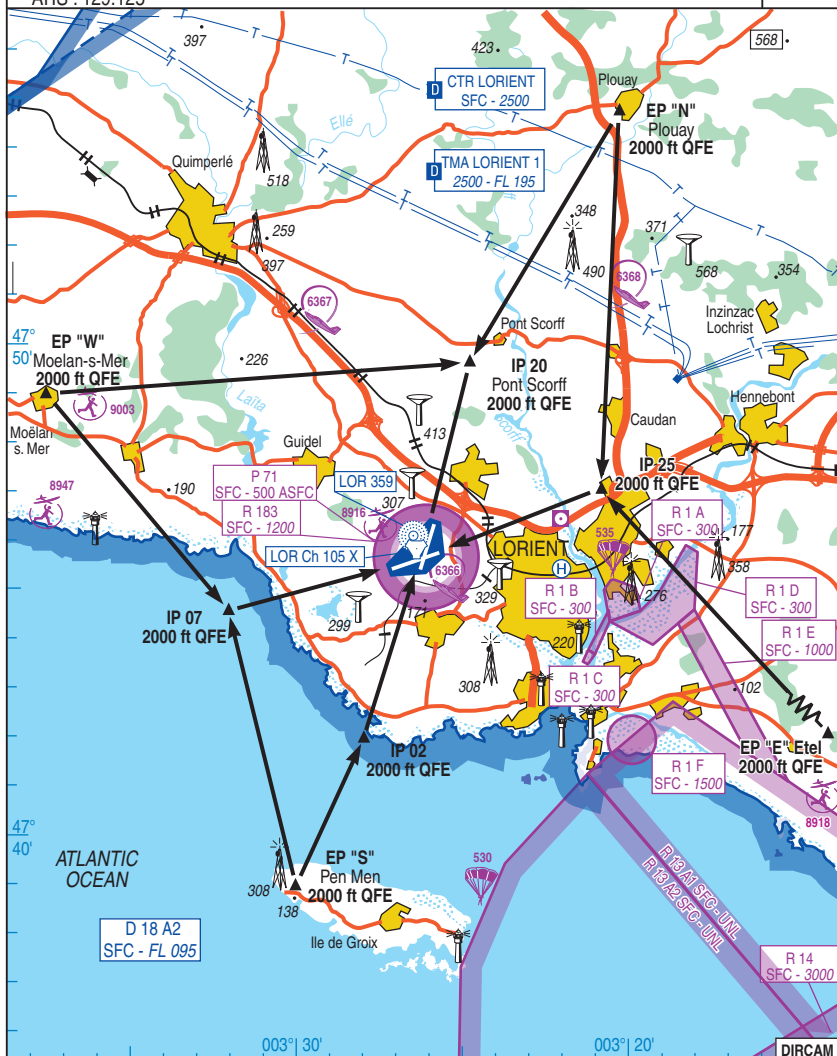 AHS : 129.125
397
423
568
CTR LORIENT
SFC - 2500
D
Plouay
EP "N"
Plouay
2000 ft QFE
Ellé
TMA LORIENT 1
2500 - FL 195
D
Quimperlé
518
259
397
348
490
371
568
354
6367
6368
Inzinzac
Lochrist
Pont Scorff
47°
50'
EP "W"
Moelan-s-Mer
2000 ft QFE
226
IP 20
Pont Scorff
2000 ft QFE
9003
Laïta
Scorff
Hennebont
Moëlan
s. Mer
413
Caudan
Guidel
IP 25
2000 ft QFE
P 71
SFC - 500 ASFC
LOR 359
8947
190
307
R 183
SFC - 1200
8916
R 1 A
SFC - 300
177
358
535
LOR Ch 105 X
LORIENT
H
6366
R 1 B
SFC - 300
276
R 1 D
SFC - 300
IP 07
2000 ft QFE
299
171
329
220
R 1 E
SFC - 1000
308
R 1 C
SFC - 300
102
IP 02
2000 ft QFE
EP "E" Etel
2000 ft QFE
R 1 F
SFC - 1500
8918
47°
40'
ATLANTIC
OCEAN
EP "S"
Pen Men
2000 ft QFE
308
138
530
R 13 A1 SFC - UNL
R 13 A2 SFC - UNL
D 18 A2
SFC - FL 095
Ile de Groix
R 14
SFC - 3000
003° 30'
003° 20'
DIRCAM